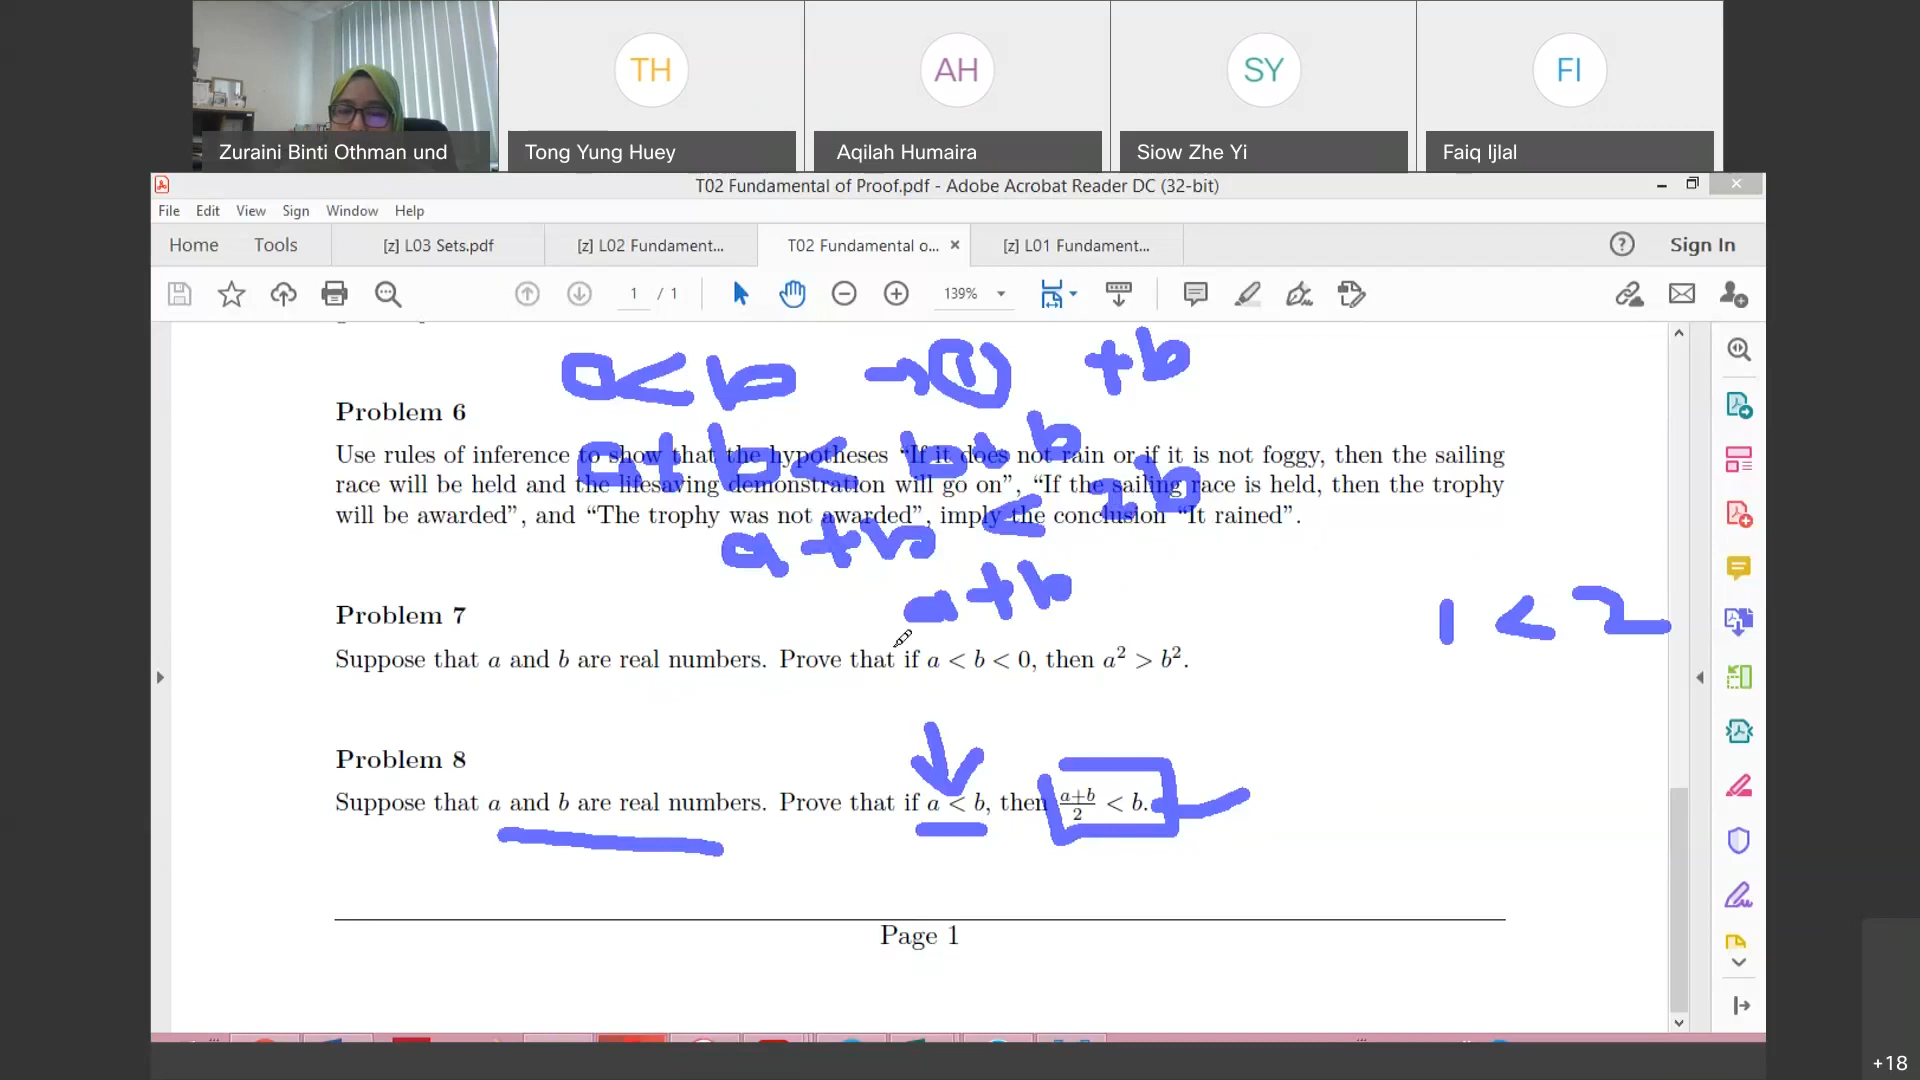 TH
AH
SY
FI
Zuraini Binti Othman und
Tong Yung Huey
Aqilah Humaira
Siow Zhe Yi
Faiq Ijlal
T02 Fundamental of Proof.pdf - Adobe Acrobat Reader DC (32-bit)
File Edit View Sign Window Help
Home Tools [z] L03 Sets.pdf [z] L02 Fundament... T02 Fundamental o... × [z] L01 Fundament... Sign In
1 / 1 139%
a < b → ① + b
Problem 6
a + b < b + b
Use rules of inference to show that the hypotheses “If it does not rain or if it is not foggy, then the sailing
race will be held and the lifesaving demonstration will go on”, “If the sailing race is held, then the trophy
will be awarded”, and “The trophy was not awarded”, imply the conclusion “It rained”.
a + b < 2b
a + b
1 < 2
Problem 7
Suppose that a and b are real numbers. Prove that if a < b < 0, then a² > b².
Problem 8
Suppose that a and b are real numbers. Prove that if a < b, then a+b/2 < b.
Page 1
+18